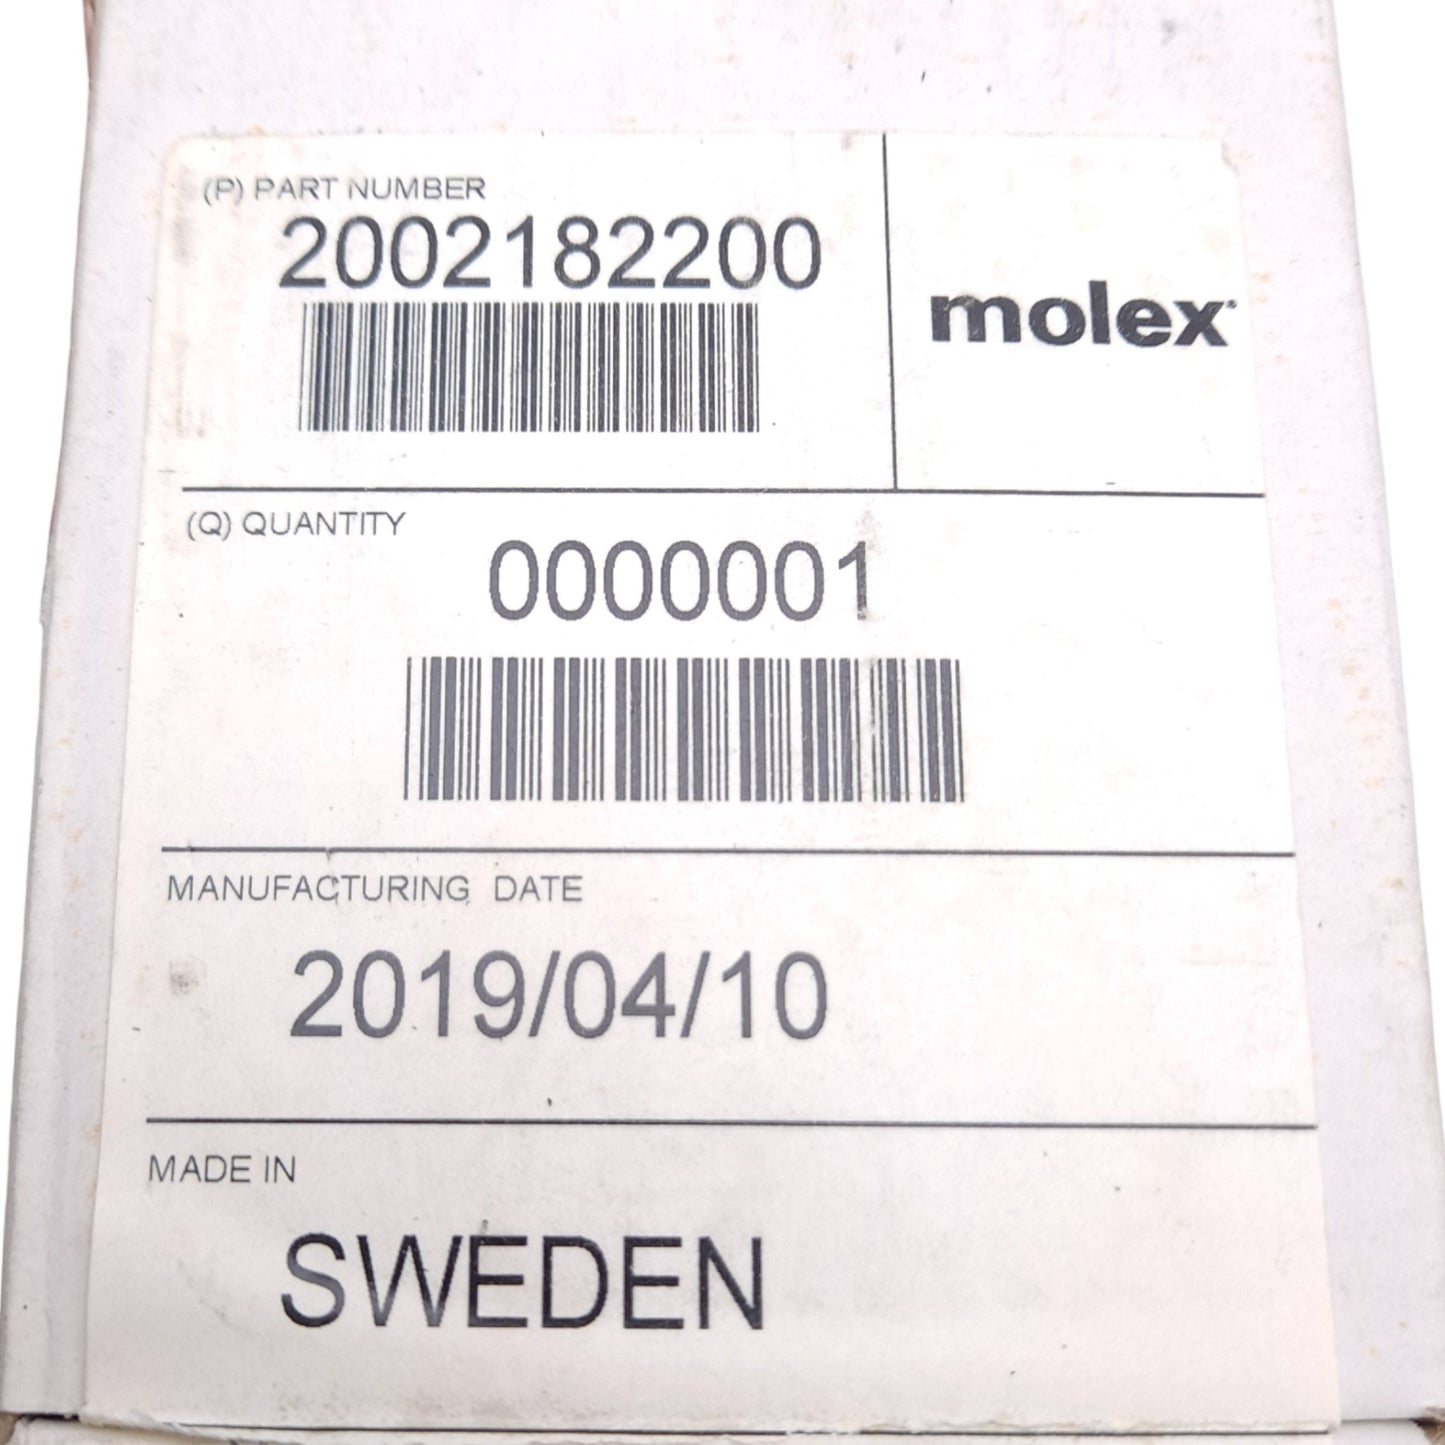 (P) PART NUMBER
2002182200
molex
(Q) QUANTITY
0000001
MANUFACTURING DATE
2019/04/10
MADE IN
SWEDEN